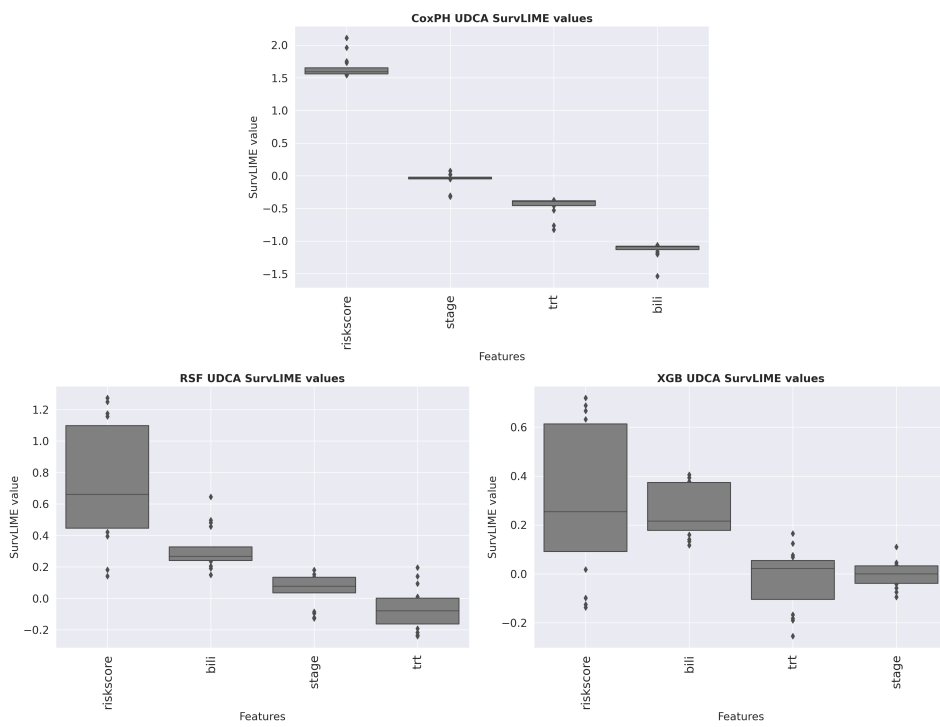 CoxPH UDCA SurvLIME values
SurvLIME value
2.0
1.5
1.0
0.5
0.0
−0.5
−1.0
−1.5
riskscore
stage
trt
bili
Features
RSF UDCA SurvLIME values
SurvLIME value
1.2
1.0
0.8
0.6
0.4
0.2
0.0
−0.2
riskscore
bili
stage
trt
Features
XGB UDCA SurvLIME values
SurvLIME value
0.6
0.4
0.2
0.0
−0.2
riskscore
bili
trt
stage
Features